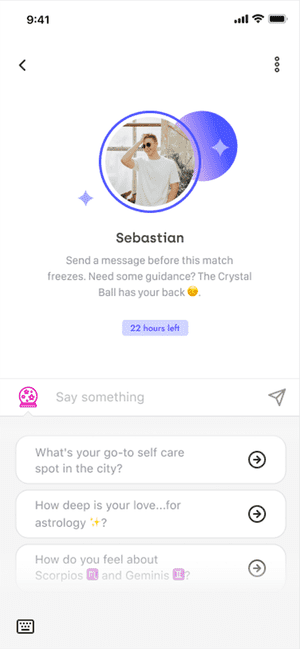 9:41
Sebastian
Send a message before this match
freezes. Need some guidance? The Crystal
Ball has your back 😏.
22 hours left
Say something
What's your go-to self care
spot in the city?
How deep is your love...for
astrology ✨?
How do you feel about
Scorpios ♏ and Geminis ♊?